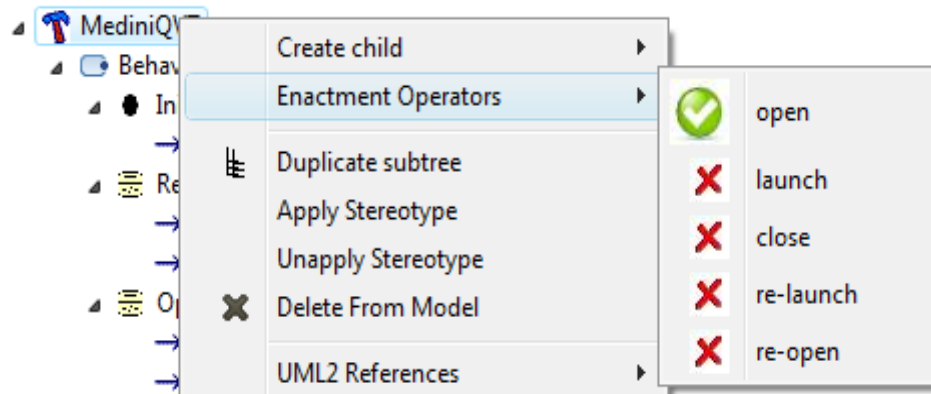 MediniQV
Behav
In
Re
Op
Create child
Enactment Operators
Duplicate subtree
Apply Stereotype
Unapply Stereotype
Delete From Model
UML2 References
open
launch
close
re-launch
re-open